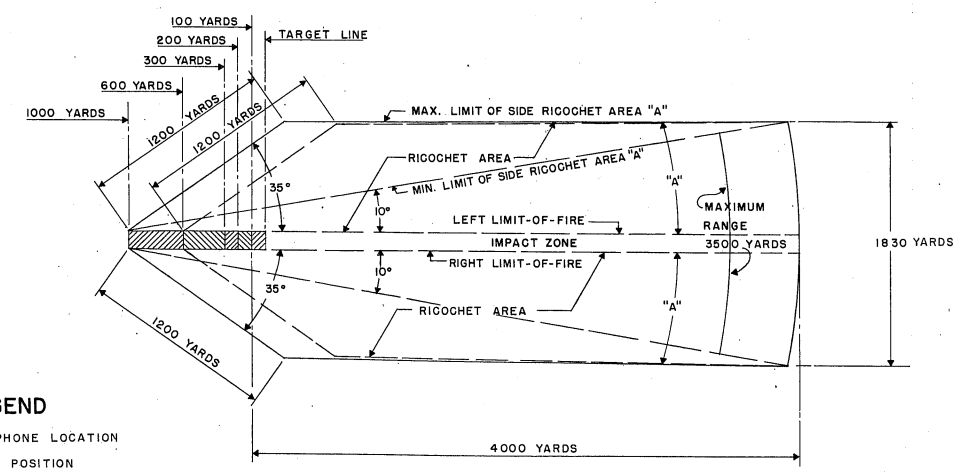 100 YARDS
TARGET LINE
200 YARDS
300 YARDS
600 YARDS
1000 YARDS
1200 YARDS
1200 YARDS
MAX. LIMIT OF SIDE RICOCHET AREA "A"
RICOCHET AREA
MIN. LIMIT OF SIDE RICOCHET AREA "A"
35°
10°
"A"
MAXIMUM
RANGE
3500 YARDS
LEFT LIMIT-OF-FIRE
IMPACT ZONE
RIGHT LIMIT-OF-FIRE
1830 YARDS
10°
35°
"A"
RICOCHET AREA
1200 YARDS
4000 YARDS
GEND
PHONE LOCATION
POSITION